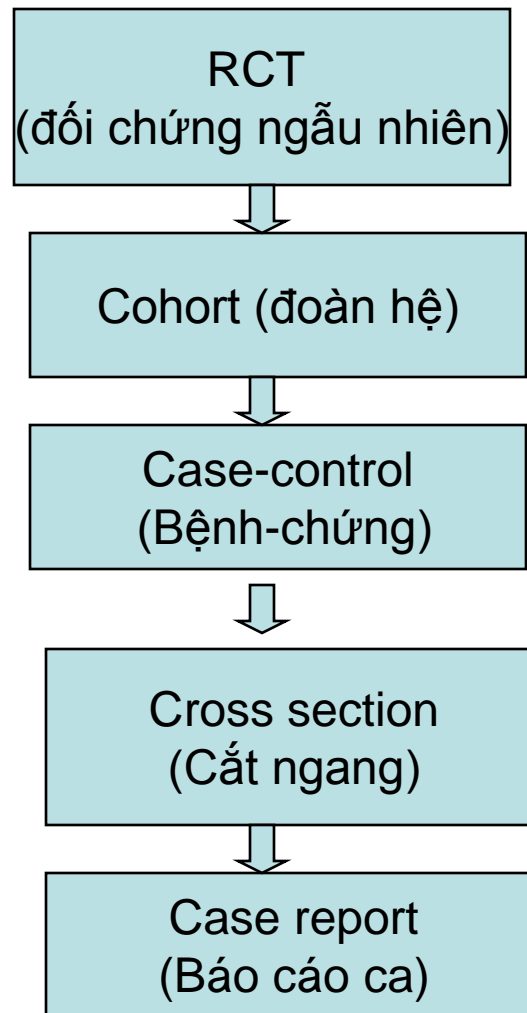 RCT
(đối chứng ngẫu nhiên)
Cohort (đoàn hệ)
Case-control
(Bệnh-chứng)
Cross section
(Cắt ngang)
Case report
(Báo cáo ca)